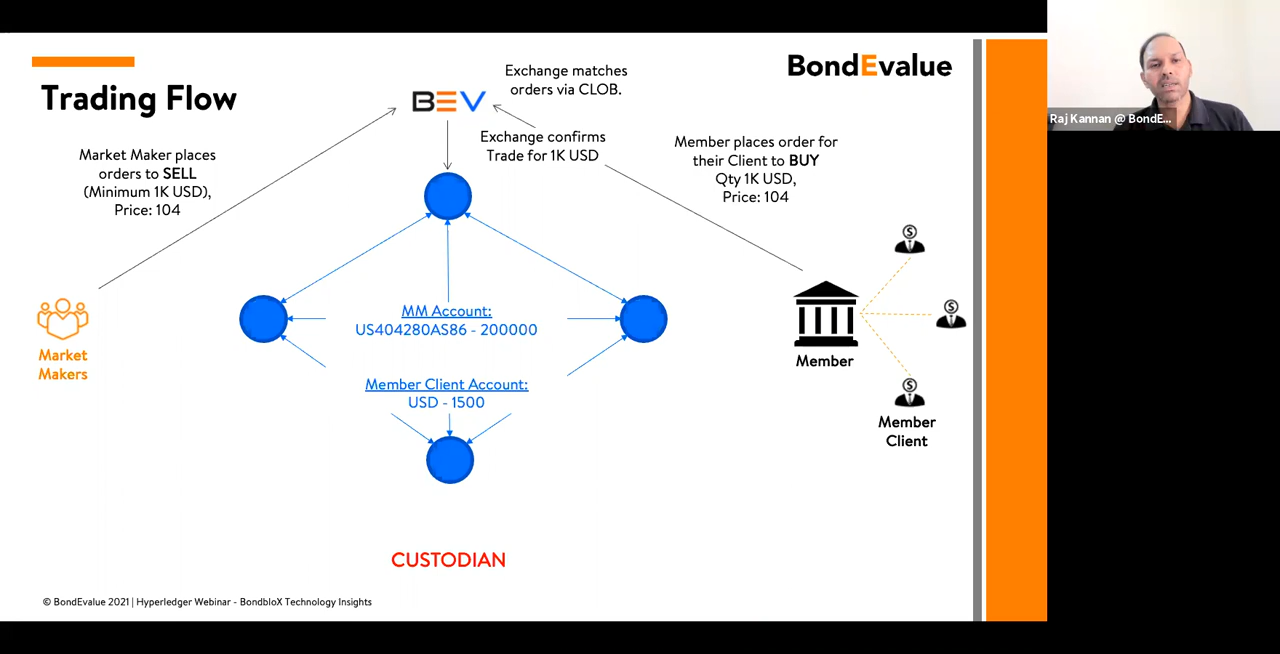 Trading Flow
BEV
Exchange matches
orders via CLOB.
BondEvalue
Raj Kannan @ BondE...
Exchange confirms
Trade for 1K USD
Market Maker places
orders to SELL
(Minimum 1K USD),
Price: 104
Member places order for
their Client to BUY
Qty 1K USD,
Price: 104
MM Account:
US404280AS86 - 200000
Member Client Account:
USD - 1500
Market
Makers
Member
$
$
$
Member
Client
CUSTODIAN
© BondEvalue 2021 | Hyperledger Webinar - BondbloX Technology Insights